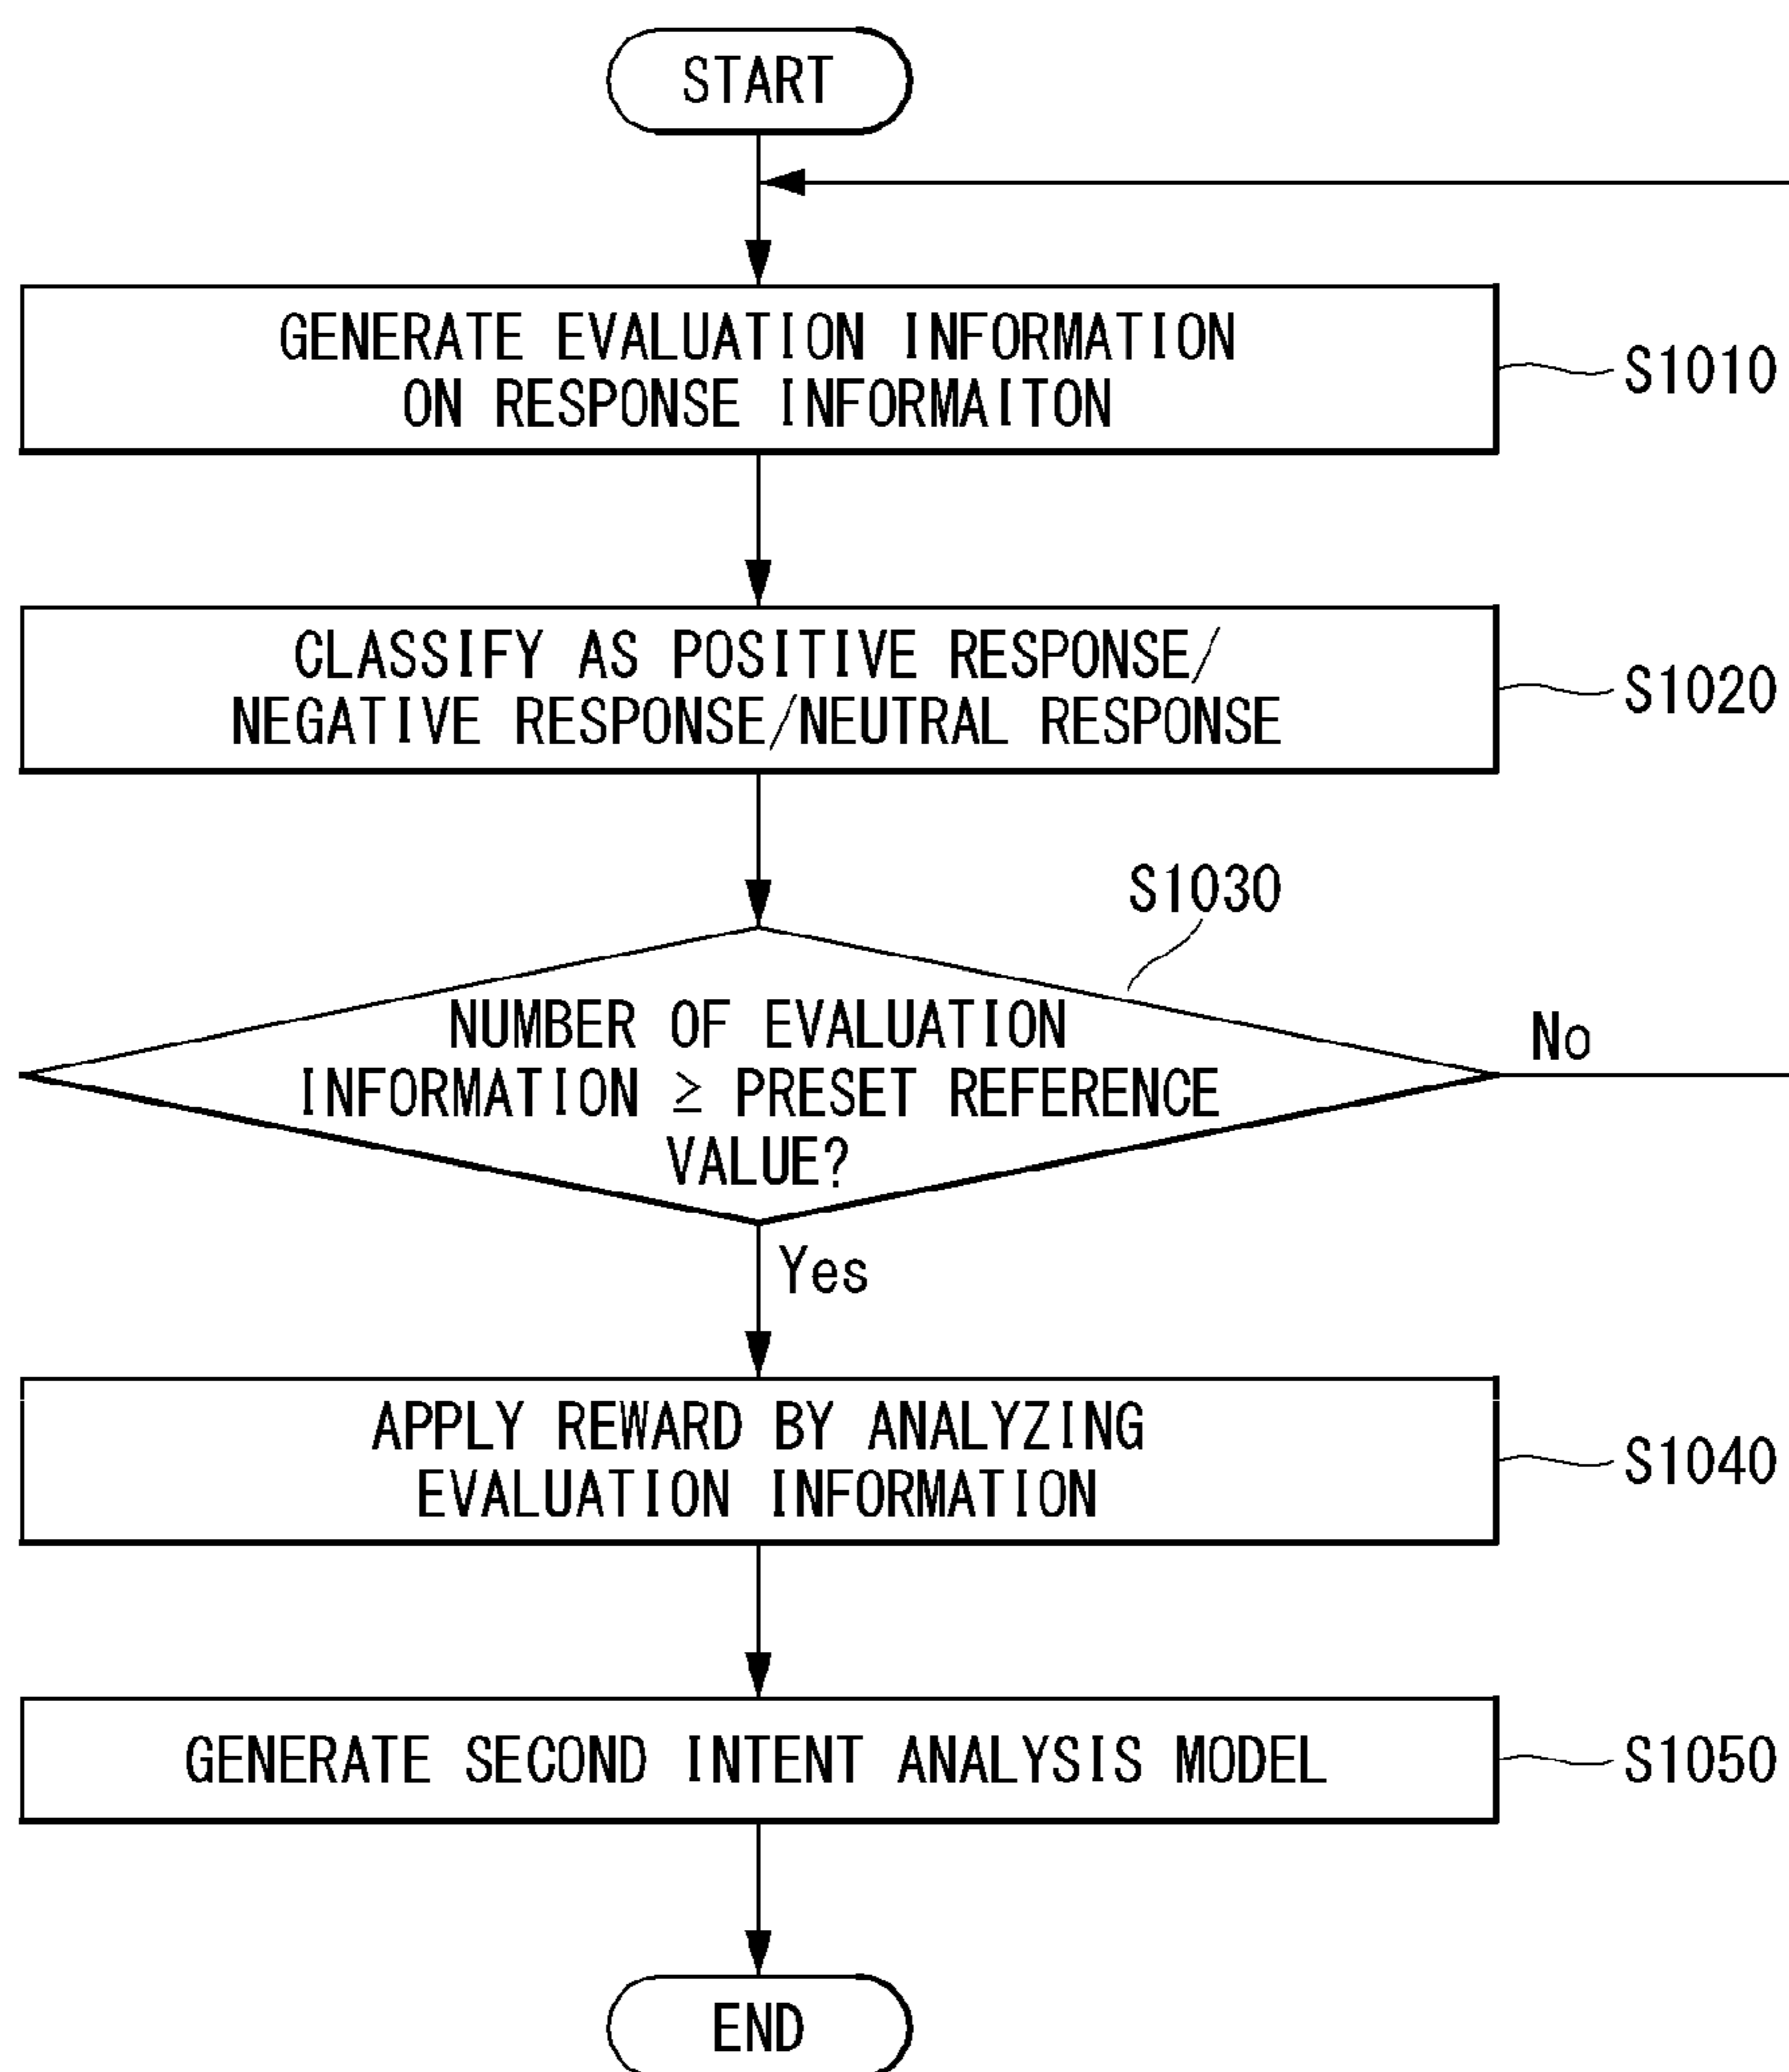 START
GENERATE EVALUATION INFORMATION
ON RESPONSE INFORMAITON
S1010
CLASSIFY AS POSITIVE RESPONSE/
NEGATIVE RESPONSE/NEUTRAL RESPONSE
S1020
S1030
NUMBER OF EVALUATION
INFORMATION ≥ PRESET REFERENCE
VALUE?
No
Yes
APPLY REWARD BY ANALYZING
EVALUATION INFORMATION
S1040
GENERATE SECOND INTENT ANALYSIS MODEL
S1050
END